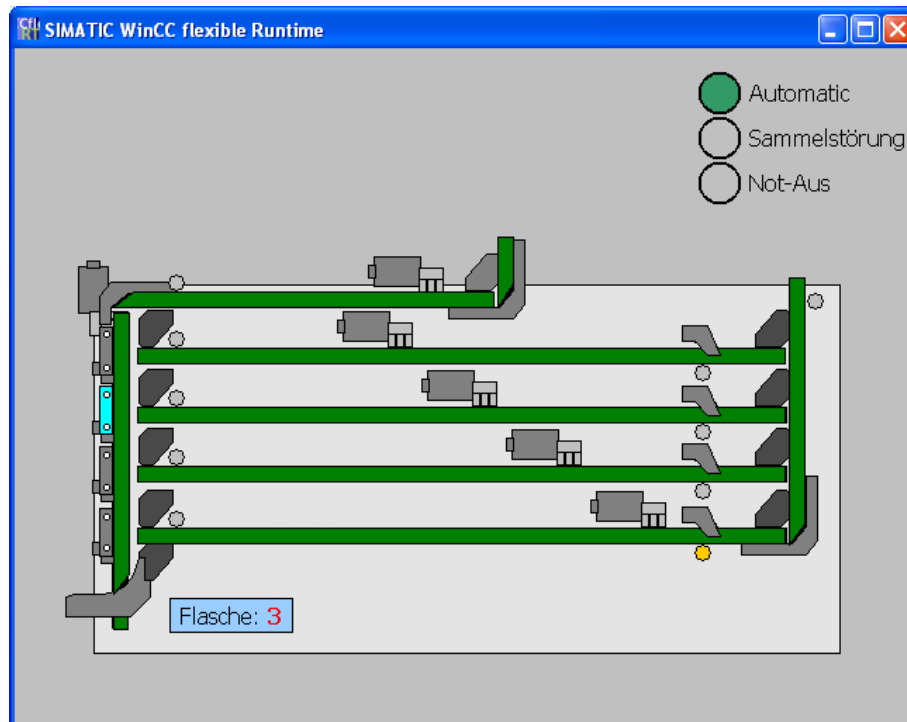 SIMATIC WinCC flexible Runtime
Automatic
Sammelstörung
Not-Aus
Flasche: 3